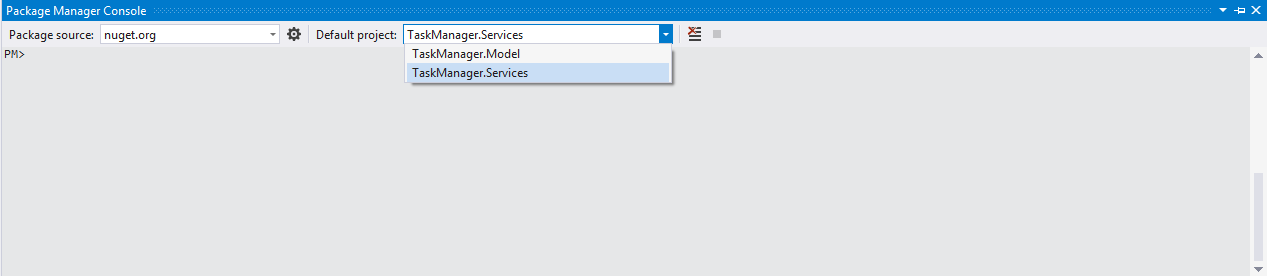 Package Manager Console
Package source: nuget.org Default project: TaskManager.Services
PM>
TaskManager.Model
TaskManager.Services